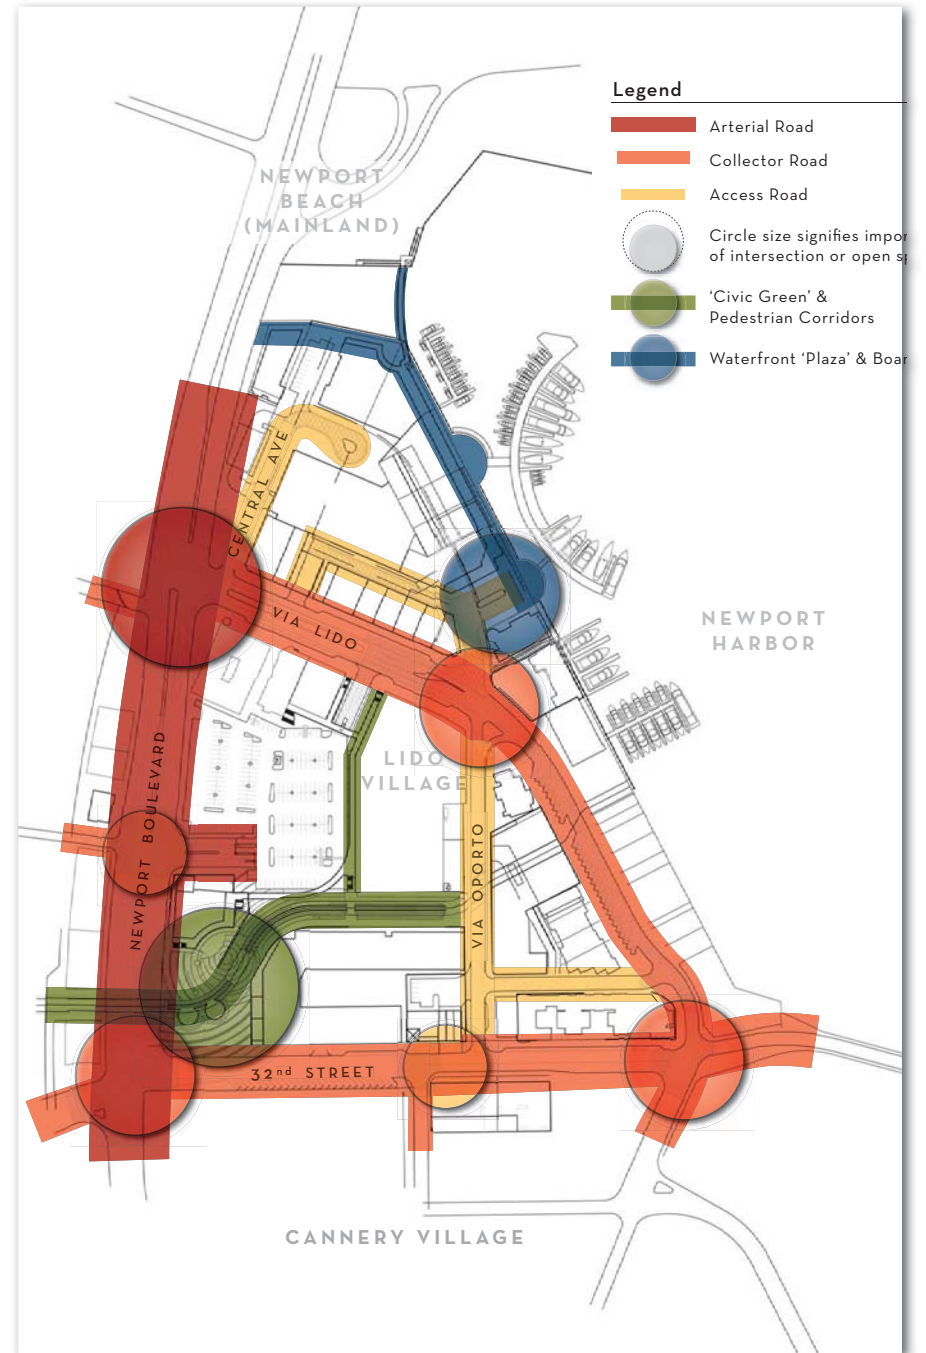 Legend
Arterial Road
Collector Road
Access Road
Circle size signifies impor
of intersection or open s
‘Civic Green’ &
Pedestrian Corridors
Waterfront ‘Plaza’ & Boar
NEWPORT
BEACH
(MAINLAND)
CENTRAL AVE
VIA LIDO
NEWPORT
HARBOR
LIDO
VILLAGE
NEWPORT BOULEVARD
VIA OPORTO
32nd STREET
CANNERY VILLAGE